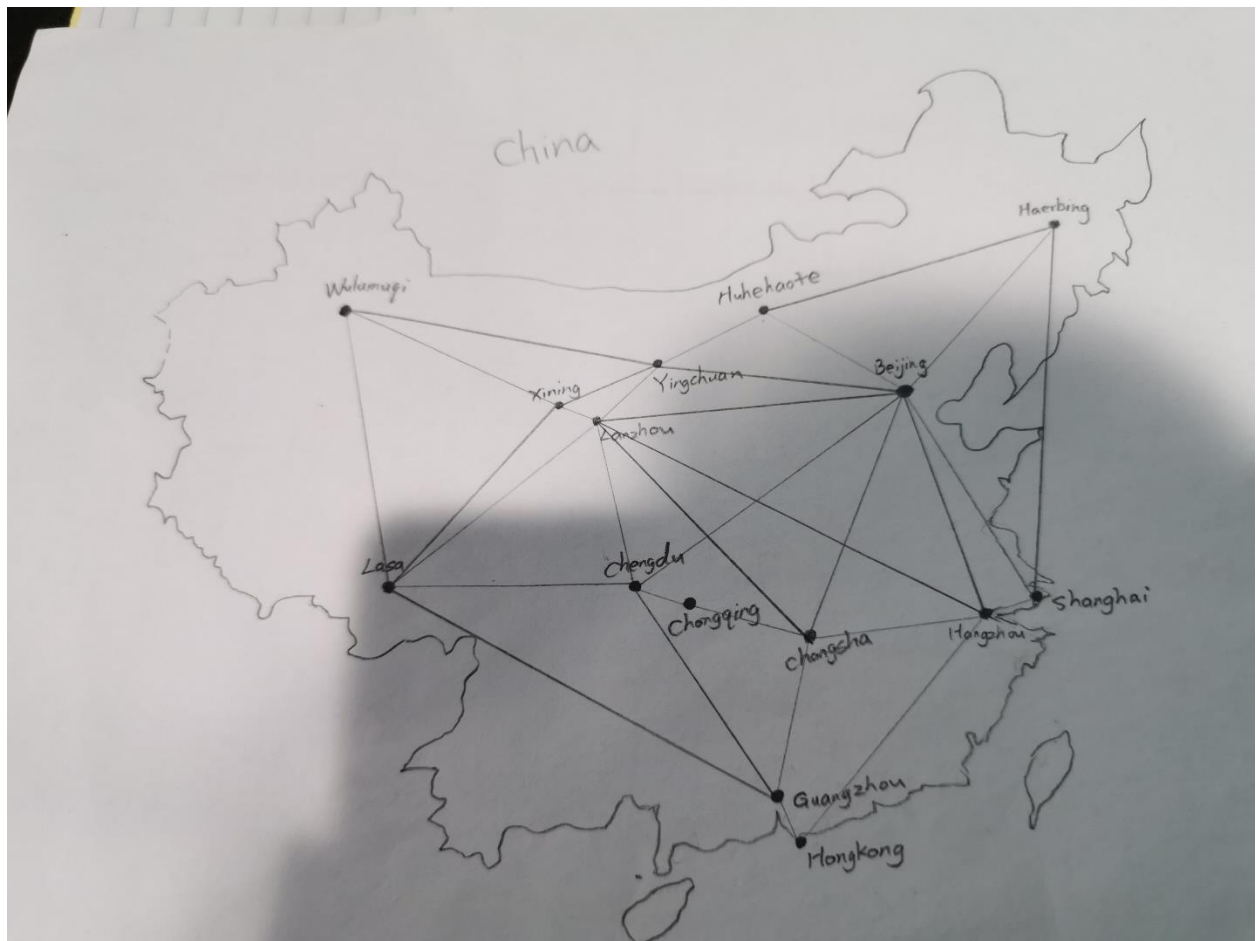 China
Haerbing
Wulumuqi
Huhehaote
Beijing
Yingchuan
Xining
Lanzhou
Lasa
Chengdu
Chongqing
Shanghai
Hangzhou
Changsha
Guangzhou
Hongkong